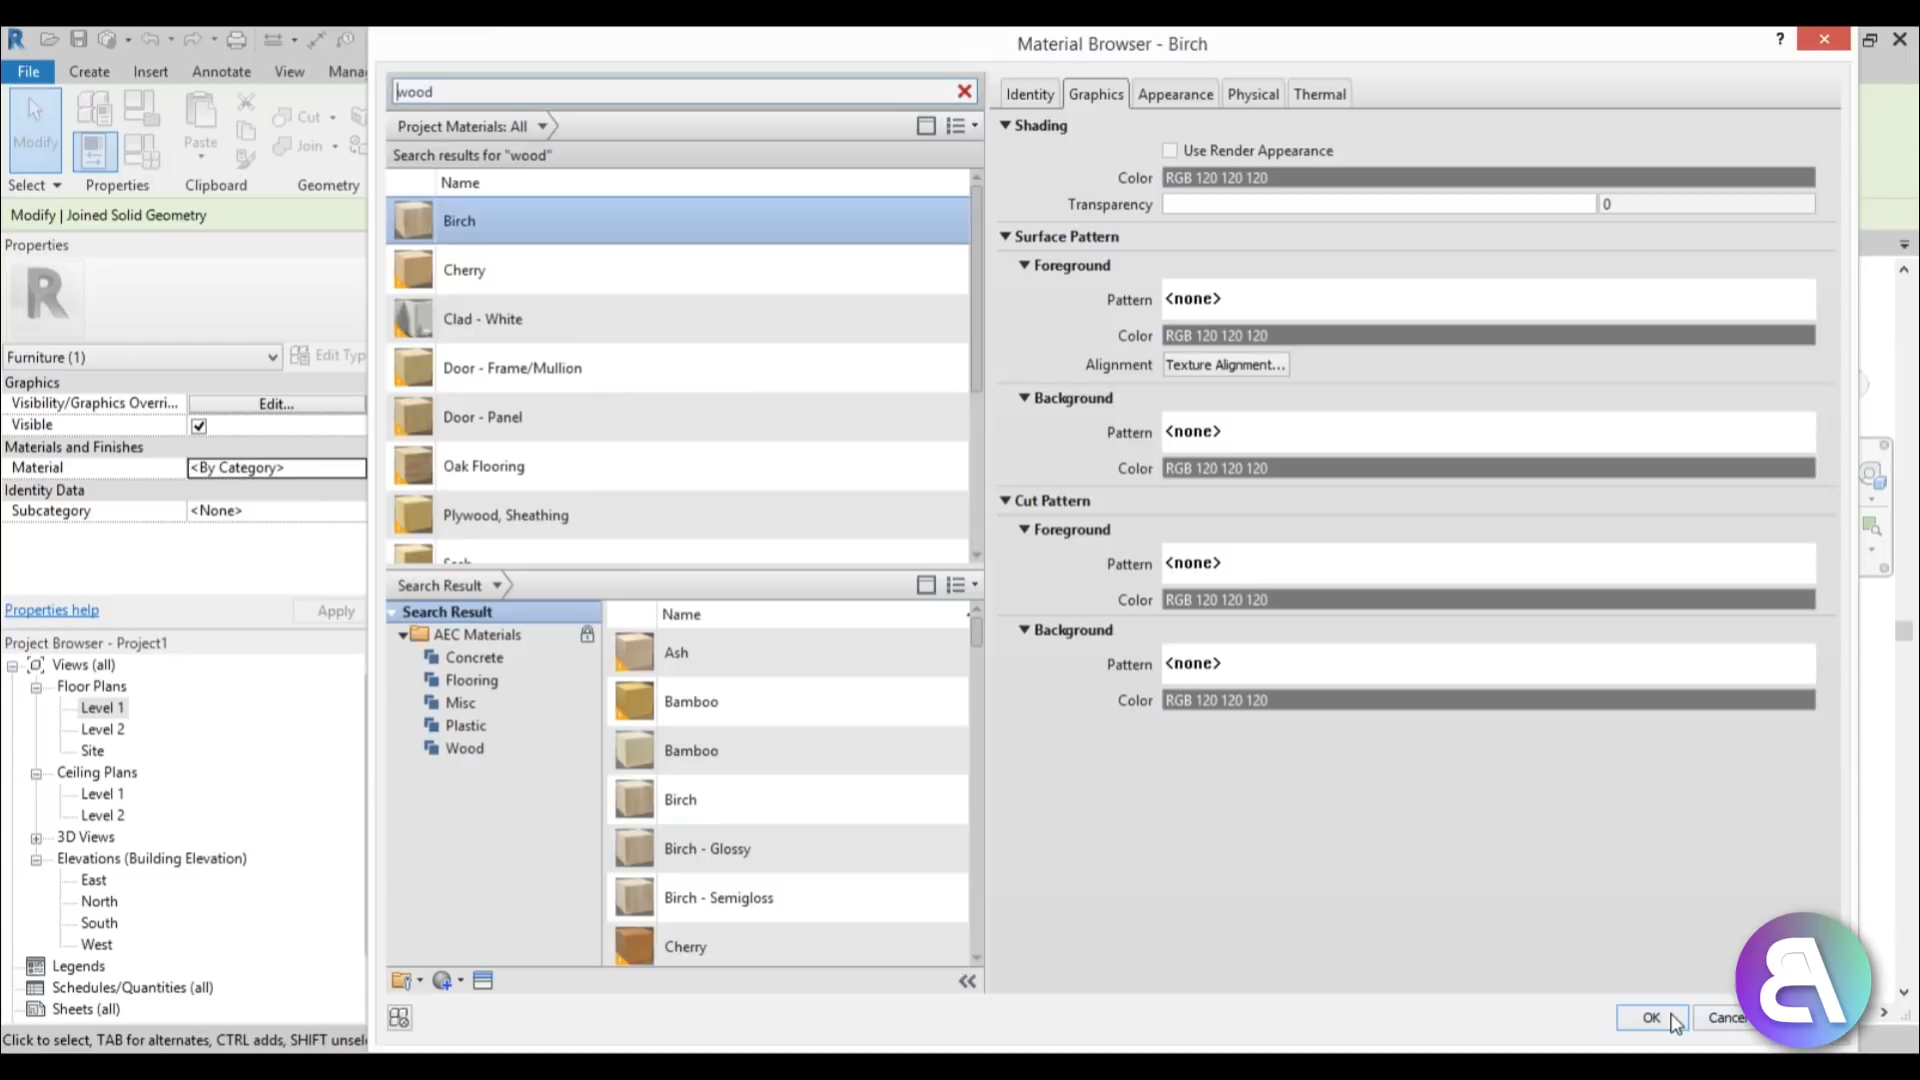 Material Browser - Birch
File Create Insert Annotate View Mana
Modify
Paste
Cut
Join
Select Properties Clipboard Geometry
Modify | Joined Solid Geometry
Properties
Furniture (1)
Edit Typ
Graphics
Visibility/Graphics Overri... Edit...
Visible
Materials and Finishes
Material <By Category>
Identity Data
Subcategory <None>
Properties help
Apply
Project Browser - Project1
Views (all)
Floor Plans
Level 1
Level 2
Site
Ceiling Plans
Level 1
Level 2
3D Views
Elevations (Building Elevation)
East
North
South
West
Legends
Schedules/Quantities (all)
Sheets (all)
Click to select, TAB for alternates, CTRL adds, SHIFT unsel
wood
Project Materials: All
Search results for "wood"
Name
Birch
Cherry
Clad - White
Door - Frame/Mullion
Door - Panel
Oak Flooring
Plywood, Sheathing
Search Result
Search Result
AEC Materials
Concrete
Flooring
Misc
Plastic
Wood
Name
Ash
Bamboo
Bamboo
Birch
Birch - Glossy
Birch - Semigloss
Cherry
Identity Graphics Appearance Physical Thermal
Shading
Use Render Appearance
Color RGB 120 120 120
Transparency 0
Surface Pattern
Foreground
Pattern <none>
Color RGB 120 120 120
Alignment Texture Alignment...
Background
Pattern <none>
Color RGB 120 120 120
Cut Pattern
Foreground
Pattern <none>
Color RGB 120 120 120
Background
Pattern <none>
Color RGB 120 120 120
OK
Cancel